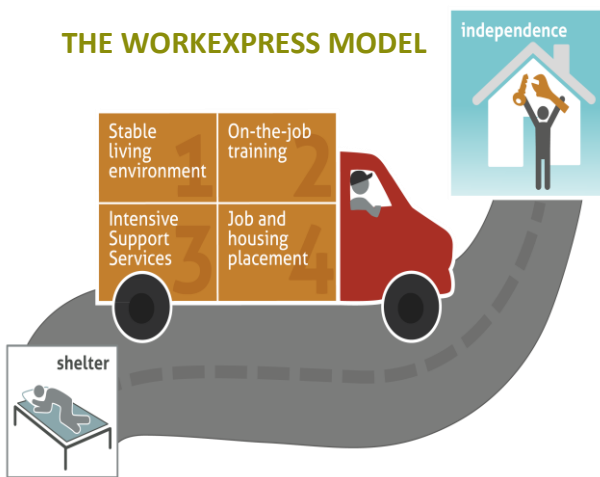 THE WORKEXPRESS MODEL
independence
Stable
living
environment
1
On-the-job
training
2
Intensive
Support
Services
3
Job and
housing
placement
4
shelter